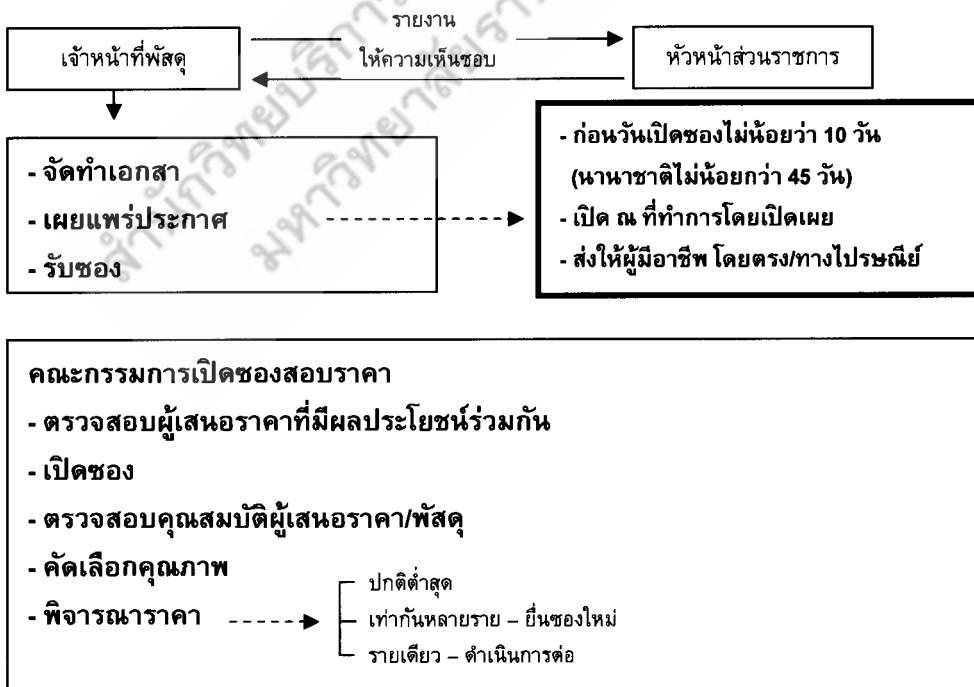 รายงาน
เจ้าหน้าที่พัสดุ
ให้ความเห็นชอบ
หัวหน้าส่วนราชการ
- จัดทำเอกสา
- เผยแพร่ประกาศ
- รับซอง
- ก่อนวันเปิดซองไม่น้อยว่า 10 วัน
(นานาชาติไม่น้อยกว่า 45 วัน)
- เปิด ณ ที่ทำการโดยเปิดเผย
- ส่งให้ผู้มีอาชีพ โดยตรง/ทางไปรษณีย์
คณะกรรมการเปิดซองสอบราคา
- ตรวจสอบผู้เสนอราคาที่มีผลประโยชน์ร่วมกัน
- เปิดซอง
- ตรวจสอบคุณสมบัติผู้เสนอราคา/พัสดุ
- คัดเลือกคุณภาพ
- พิจารณาราคา
ปกติต่ำสุด
เท่ากันหลายราย – ยื่นซองใหม่
รายเดียว – ดำเนินการต่อ